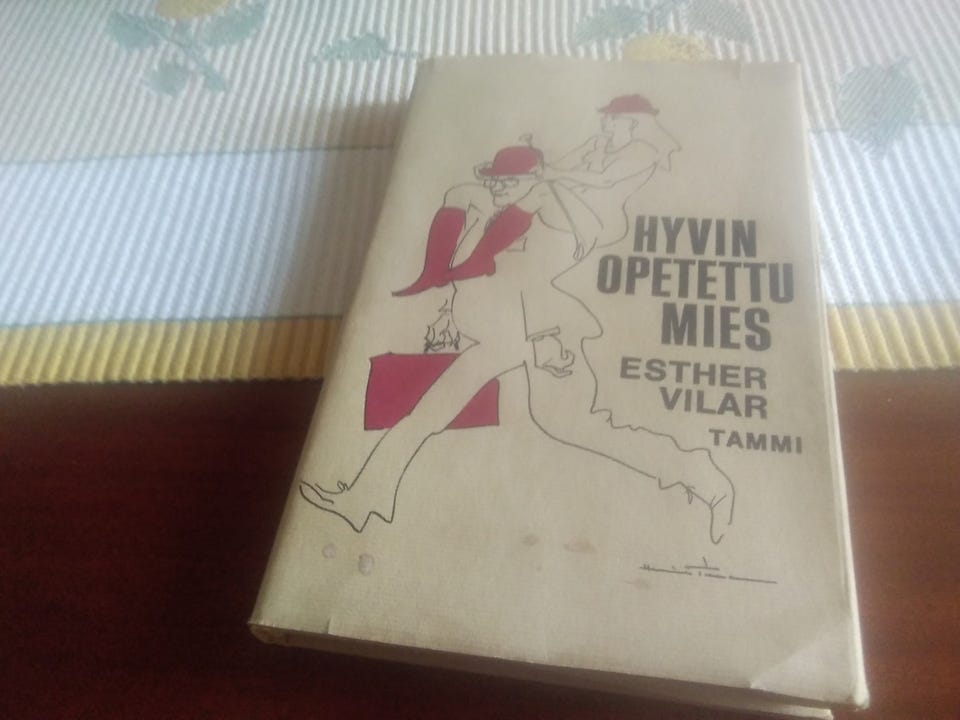 HYVIN
OPETETTU
MIES
ESTHER
VILAR
TAMMI